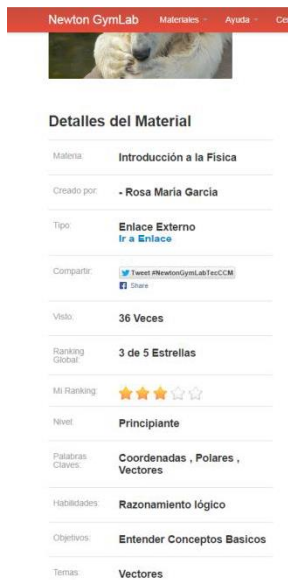 Newton GymLab Materiales Ayuda
Detalles del Material
Materia: Introducción a la Física
Creado por: - Rosa Maria Garcia
Tipo: Enlace Externo
Ir a Enlace
Compartir: Tweet #NewtonGymLabTecCCM
Share
Visto: 36 Veces
Ranking Global: 3 de 5 Estrellas
Mi Ranking:
Nivel: Principiante
Palabras Claves: Coordenadas , Polares ,
Vectores
Habilidades: Razonamiento lógico
Objetivos: Entender Conceptos Basicos
Temas Vectores